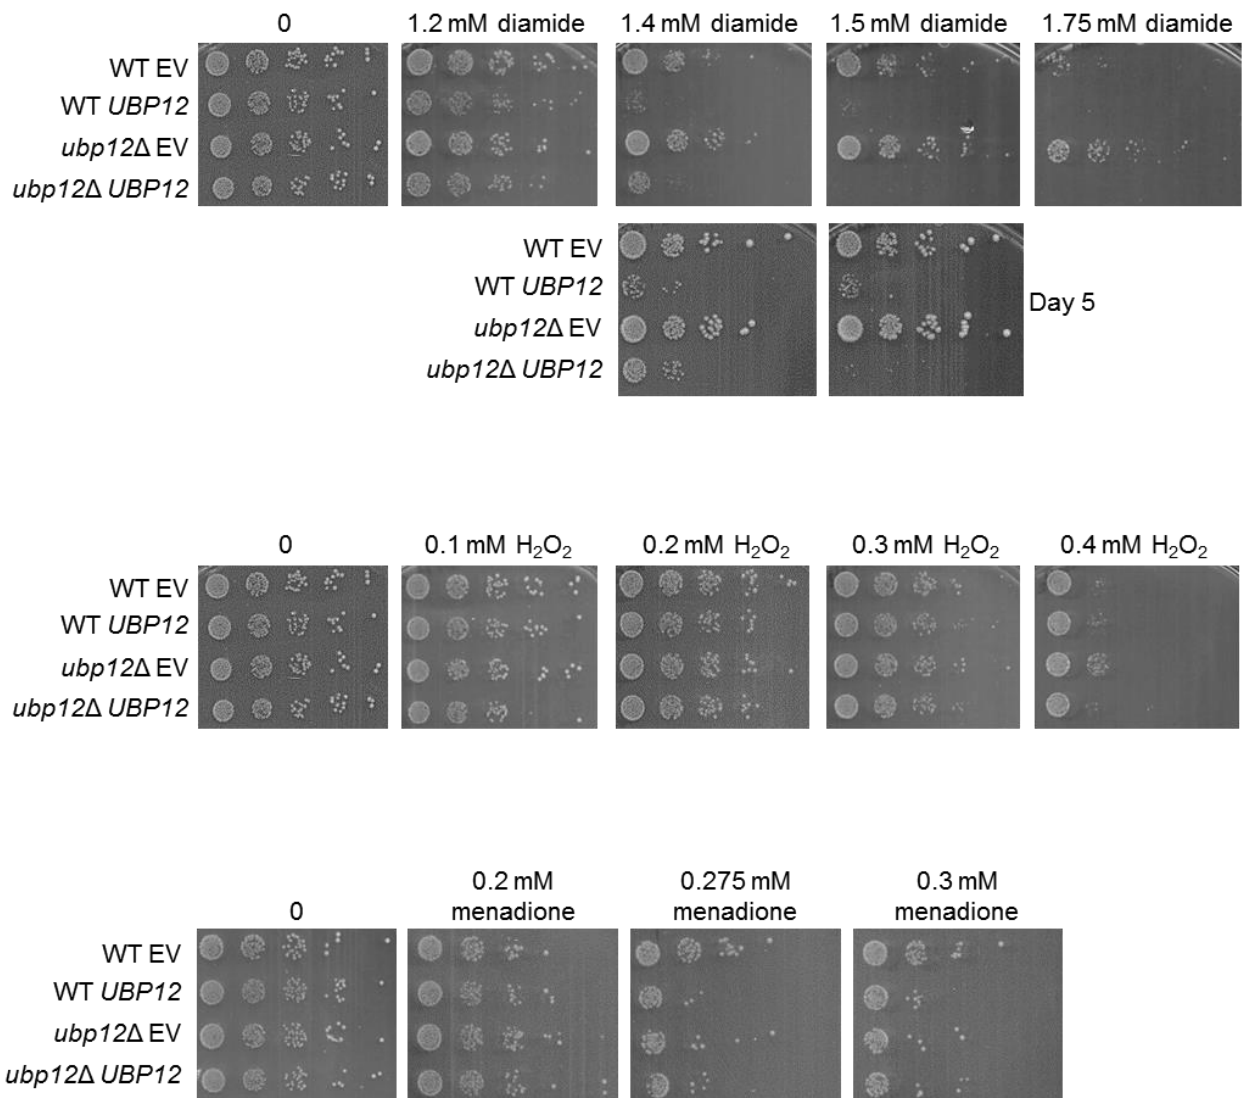 0 1.2 mM diamide 1.4 mM diamide 1.5 mM diamide 1.75 mM diamide
WT EV
WT UBP12
ubp12Δ EV
ubp12Δ UBP12
WT EV
WT UBP12
Day 5
ubp12Δ EV
ubp12Δ UBP12
0 0.1 mM H₂O₂ 0.2 mM H₂O₂ 0.3 mM H₂O₂ 0.4 mM H₂O₂
WT EV
WT UBP12
ubp12Δ EV
ubp12Δ UBP12
0 0.2 mM menadione 0.275 mM menadione 0.3 mM menadione
WT EV
WT UBP12
ubp12Δ EV
ubp12Δ UBP12